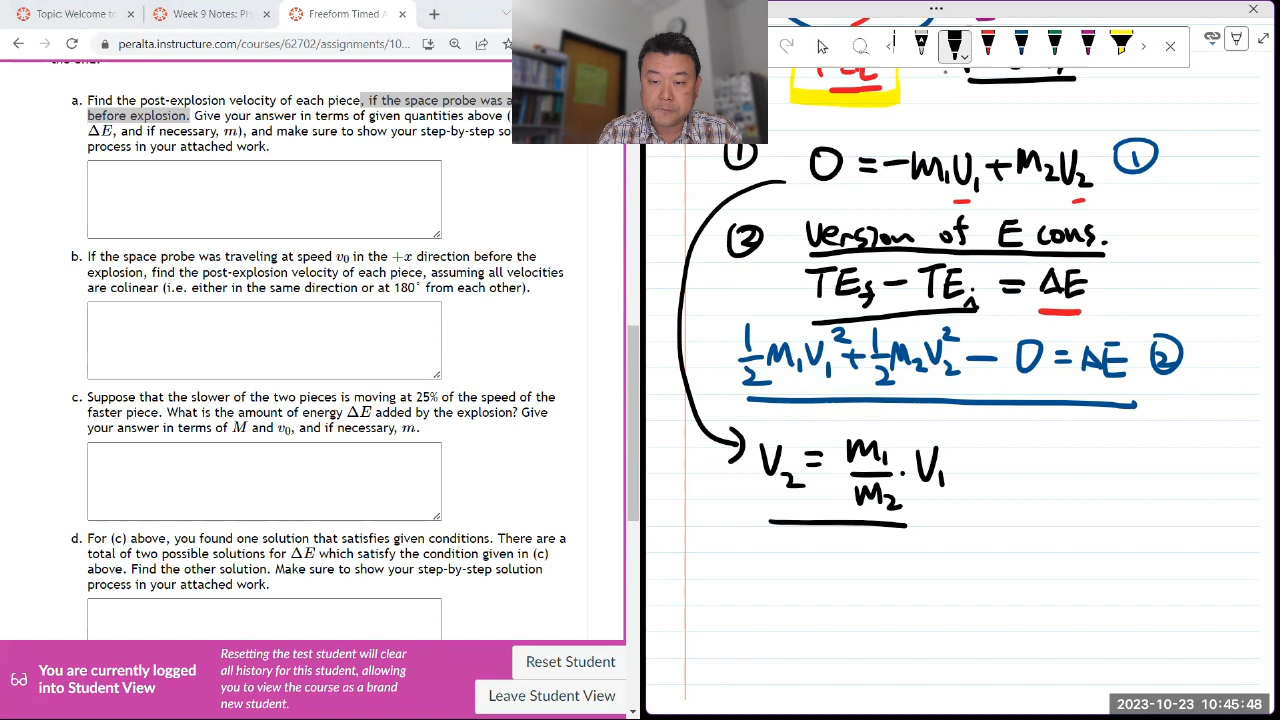 Topic: Welcome to
Week 9 Notes: PH
Freeform Timed A
peralta.instructure.com/courses/62702/assignments/10...
a. Find the post-explosion velocity of each piece, if the space probe was a
before explosion. Give your answer in terms of given quantities above (
ΔE, and if necessary, m), and make sure to show your step-by-step so
process in your attached work.
b. If the space probe was traveling at speed v₀ in the +x direction before the
explosion, find the post-explosion velocity of each piece, assuming all velocities
are colinear (i.e. either in the same direction or at 180° from each other).
c. Suppose that the slower of the two pieces is moving at 25% of the speed of the
faster piece. What is the amount of energy ΔE added by the explosion? Give
your answer in terms of M and v₀, and if necessary, m.
d. For (c) above, you found one solution that satisfies given conditions. There are a
total of two possible solutions for ΔE which satisfy the condition given in (c)
above. Find the other solution. Make sure to show your step-by-step solution
process in your attached work.
You are currently logged
into Student View
Resetting the test student will clear
all history for this student, allowing
you to view the course as a brand
new student.
Reset Student
Leave Student View
① 0 = -m₁v₁ + m₂v₂ ①
② Version of E cons.
TE_f - TE_i = ΔE
½m₁v₁² + ½m₂v₂² - 0 = ΔE ②
v₂ = m₁/m₂ · v₁
2023-10-23 10:45:48